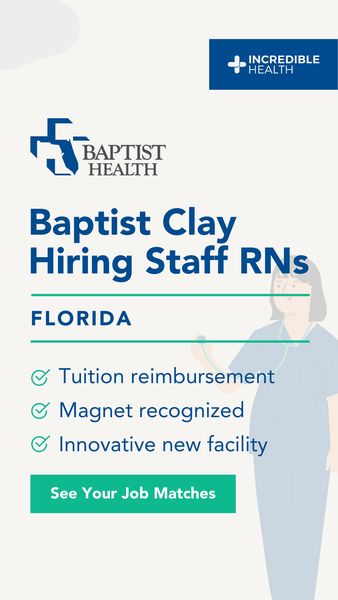 INCREDIBLE
HEALTH
BAPTIST
HEALTH
Baptist Clay
Hiring Staff RNs
FLORIDA
Tuition reimbursement
Magnet recognized
Innovative new facility
See Your Job Matches